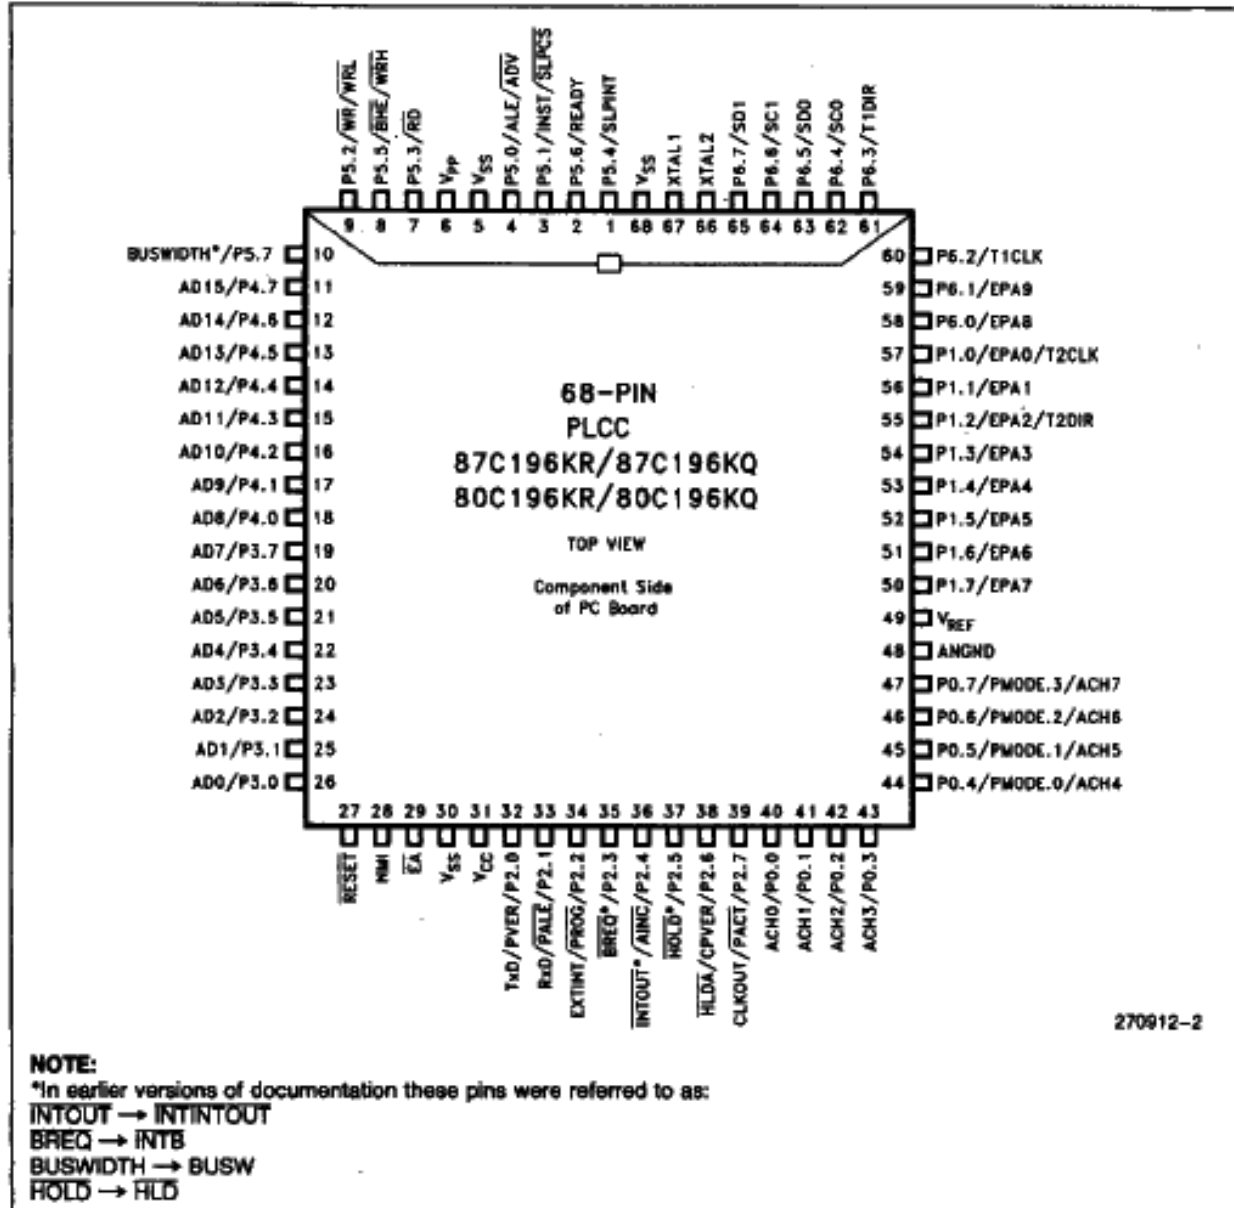 P5.2/WR/WRL
P5.5/BHE/WRH
P5.3/RD
VPP
VSS
P5.0/ALE/ADV
P5.1/INST/SLPCS
P5.6/READY
P5.4/SLPINT
VSS
XTAL1
XTAL2
P6.7/SD1
P6.6/SC1
P6.5/SD0
P6.4/SC0
P6.3/T1DIR
9 8 7 6 5 4 3 2 1 68 67 66 65 64 63 62 61
BUSWIDTH*/P5.7 10
AD15/P4.7 11
AD14/P4.6 12
AD13/P4.5 13
AD12/P4.4 14
AD11/P4.3 15
AD10/P4.2 16
AD9/P4.1 17
AD8/P4.0 18
AD7/P3.7 19
AD6/P3.6 20
AD5/P3.5 21
AD4/P3.4 22
AD3/P3.3 23
AD2/P3.2 24
AD1/P3.1 25
AD0/P3.0 26
68-PIN
PLCC
87C196KR/87C196KQ
80C196KR/80C196KQ
TOP VIEW
Component Side
of PC Board
60 P6.2/T1CLK
59 P6.1/EPA9
58 P6.0/EPA8
57 P1.0/EPA0/T2CLK
56 P1.1/EPA1
55 P1.2/EPA2/T2DIR
54 P1.3/EPA3
53 P1.4/EPA4
52 P1.5/EPA5
51 P1.6/EPA6
50 P1.7/EPA7
49 VREF
48 ANGND
47 P0.7/PMODE.3/ACH7
46 P0.6/PMODE.2/ACH6
45 P0.5/PMODE.1/ACH5
44 P0.4/PMODE.0/ACH4
27 28 29 30 31 32 33 34 35 36 37 38 39 40 41 42 43
RESET
NMI
EA
VSS
VCC
TxD/PVER/P2.0
RxD/PALE/P2.1
EXTINT/PROG/P2.2
BREQ*/P2.3
INTOUT*/AINC/P2.4
HOLD*/P2.5
HLDA/CPVER/P2.6
CLKOUT/PACT/P2.7
ACH0/P0.0
ACH1/P0.1
ACH2/P0.2
ACH3/P0.3
270912-2
NOTE:
*In earlier versions of documentation these pins were referred to as:
INTOUT → INTINTOUT
BREQ → INTB
BUSWIDTH → BUSW
HOLD → HLD